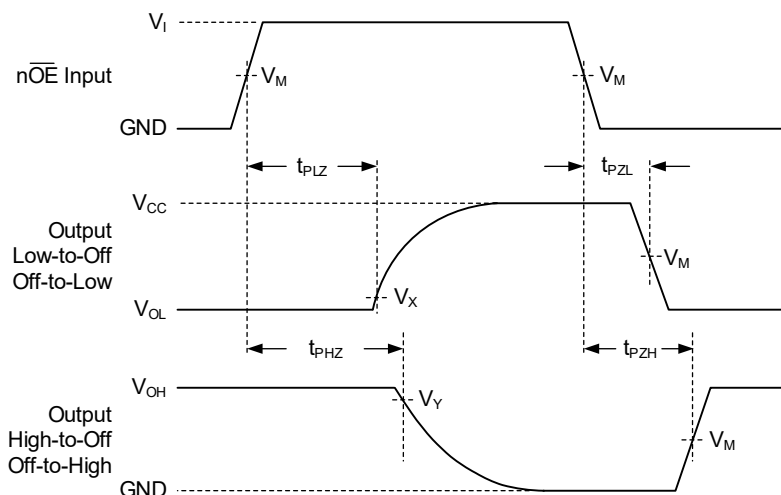 V_I
nO̅E̅ Input
V_M
V_M
GND
t_PLZ
t_PZL
V_CC
Output
Low-to-Off
Off-to-Low
V_M
V_X
V_OL
t_PHZ
t_PZH
V_OH
V_Y
Output
High-to-Off
Off-to-High
V_M
GND